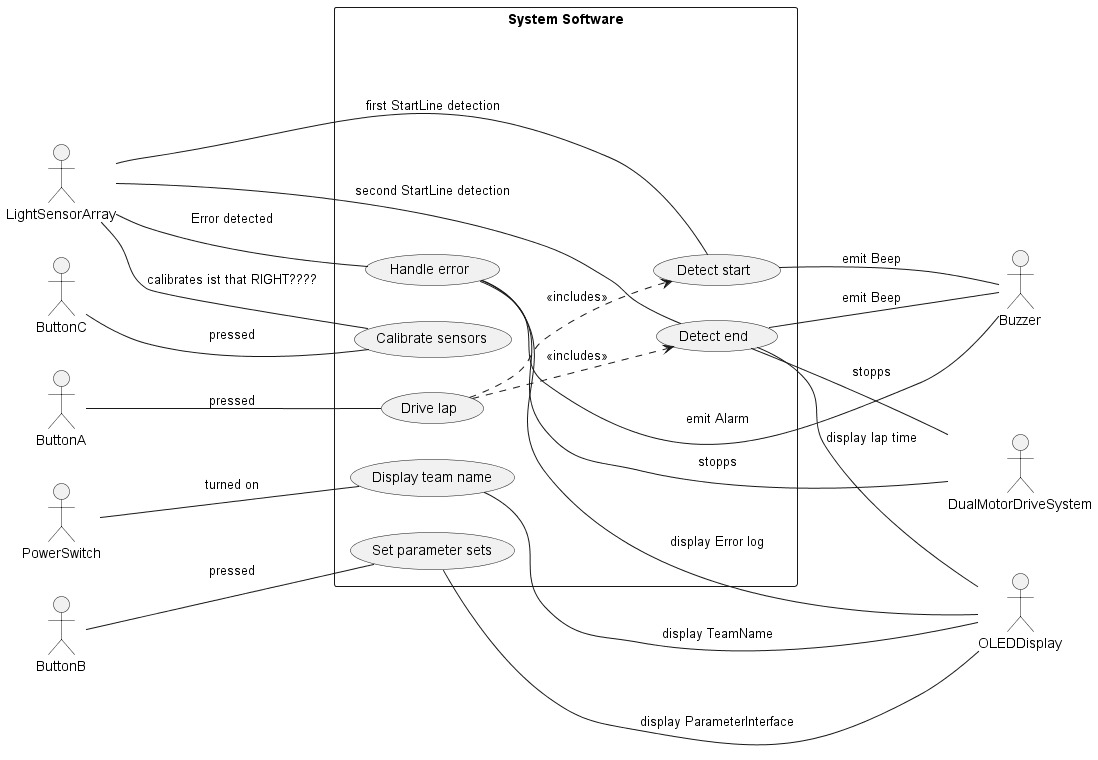 System Software
first StartLine detection
LightSensorArray
second StartLine detection
Error detected
calibrates ist that RIGHT????
Handle error
Detect start
emit Beep
«includes»
emit Beep
Buzzer
ButtonC
pressed
Calibrate sensors
Detect end
«includes»
stopps
ButtonA
pressed
Drive lap
emit Alarm
display lap time
stopps
DualMotorDriveSystem
PowerSwitch
turned on
Display team name
display Error log
ButtonB
pressed
Set parameter sets
display TeamName
OLEDDisplay
display ParameterInterface